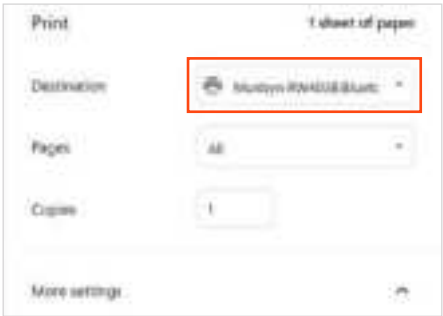 Print 1 sheet of paper
Destination
Pages All
Copies 1
More settings